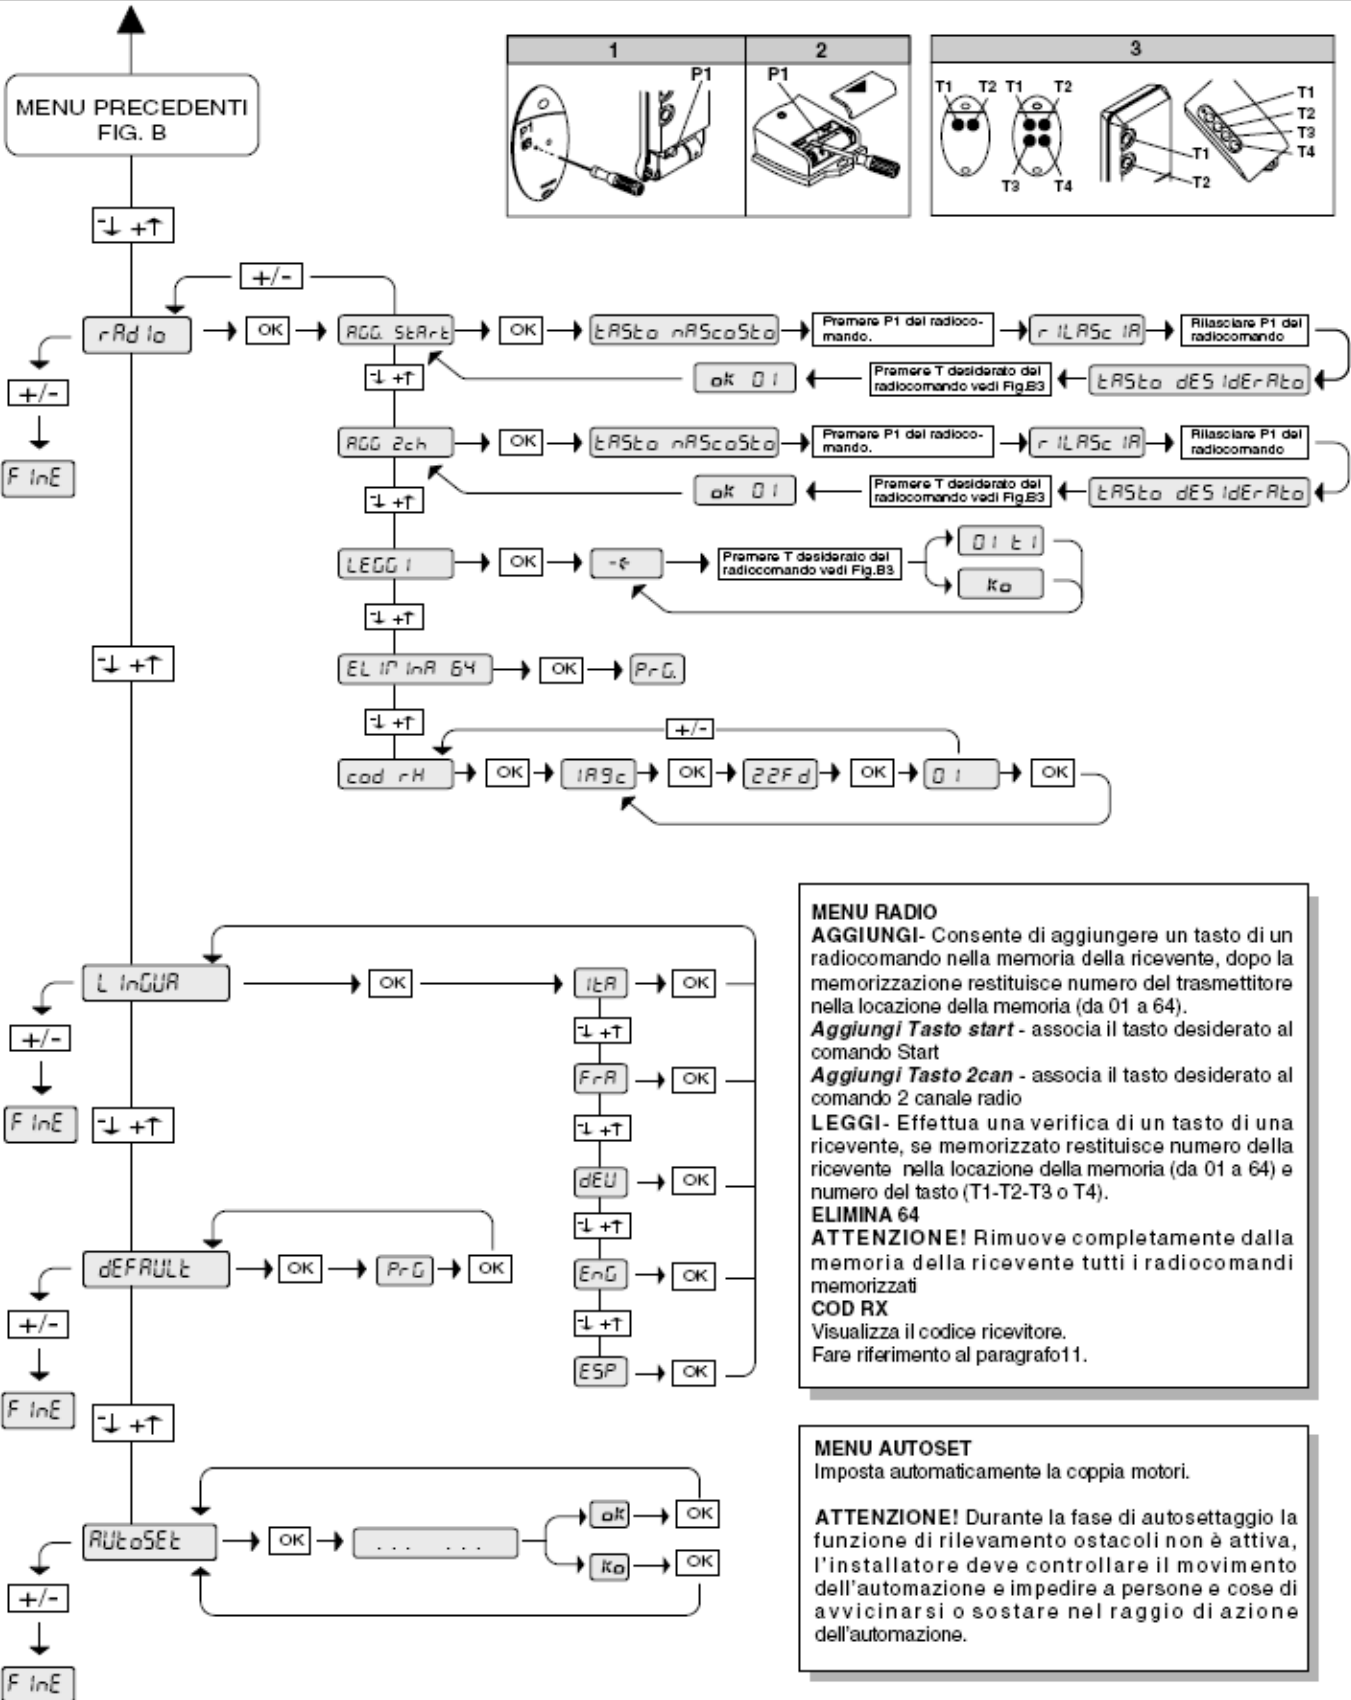 MENU PRECEDENTI
FIG. B
1
2
3
P1
P1
P1
T1 T2 T1 T2
T3 T4
T1
T2
T1
T2
T3
T4
-↓ +↑
+/-
rAdIo
OK
AGG. StArt
OK
tASto nAScoSto
Premere P1 del radioco-
mando.
rILASc IA
Rilasciare P1 del
radiocomando
+/-
-↓ +↑
ok 01
Premere T desiderato del
radiocomando vedi Fig.B3
tASto dESIdErAto
FInE
AGG 2ch
OK
tASto nAScoSto
Premere P1 del radioco-
mando.
rILASc IA
Rilasciare P1 del
radiocomando
-↓ +↑
ok 01
Premere T desiderato del
radiocomando vedi Fig.B3
tASto dESIdErAto
LEGGI
OK
-←
Premere T desiderato del
radiocomando vedi Fig.B3
01 t1
Ko
-↓ +↑
-↓ +↑
ELIMInA 64
OK
PrG.
-↓ +↑
+/-
cod rH
OK
1A9c
OK
22Fd
OK
01
OK
LInGUA
OK
ItA
OK
+/-
-↓ +↑
FrA
OK
FInE
-↓ +↑
-↓ +↑
dEU
OK
-↓ +↑
dEFAULt
OK
PrG
OK
EnG
OK
+/-
-↓ +↑
ESP
OK
FInE
-↓ +↑
AUtoSEt
OK
... ...
ok
OK
Ko
OK
+/-
FInE
MENU RADIO
AGGIUNGI- Consente di aggiungere un tasto di un
radiocomando nella memoria della ricevente, dopo la
memorizzazione restituisce numero del trasmettitore
nella locazione della memoria (da 01 a 64).
Aggiungi Tasto start - associa il tasto desiderato al
comando Start
Aggiungi Tasto 2can - associa il tasto desiderato al
comando 2 canale radio
LEGGI- Effettua una verifica di un tasto di una
ricevente, se memorizzato restituisce numero della
ricevente nella locazione della memoria (da 01 a 64) e
numero del tasto (T1-T2-T3 o T4).
ELIMINA 64
ATTENZIONE! Rimuove completamente dalla
memoria della ricevente tutti i radiocomandi
memorizzati
COD RX
Visualizza il codice ricevitore.
Fare riferimento al paragrafo11.
MENU AUTOSET
Imposta automaticamente la coppia motori.
ATTENZIONE! Durante la fase di autosettaggio la
funzione di rilevamento ostacoli non è attiva,
l'installatore deve controllare il movimento
dell'automazione e impedire a persone e cose di
avvicinarsi o sostare nel raggio di azione
dell'automazione.